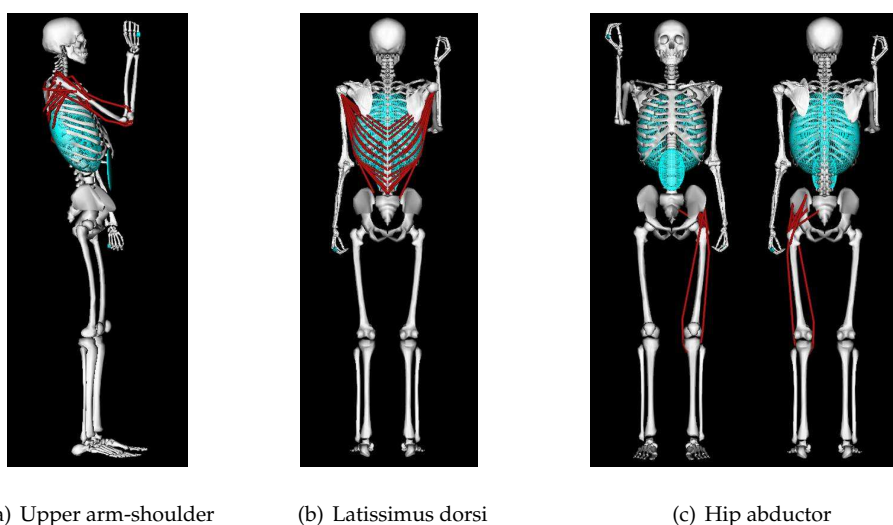 ) Upper arm-shoulder
(b) Latissimus dorsi
(c) Hip abductor